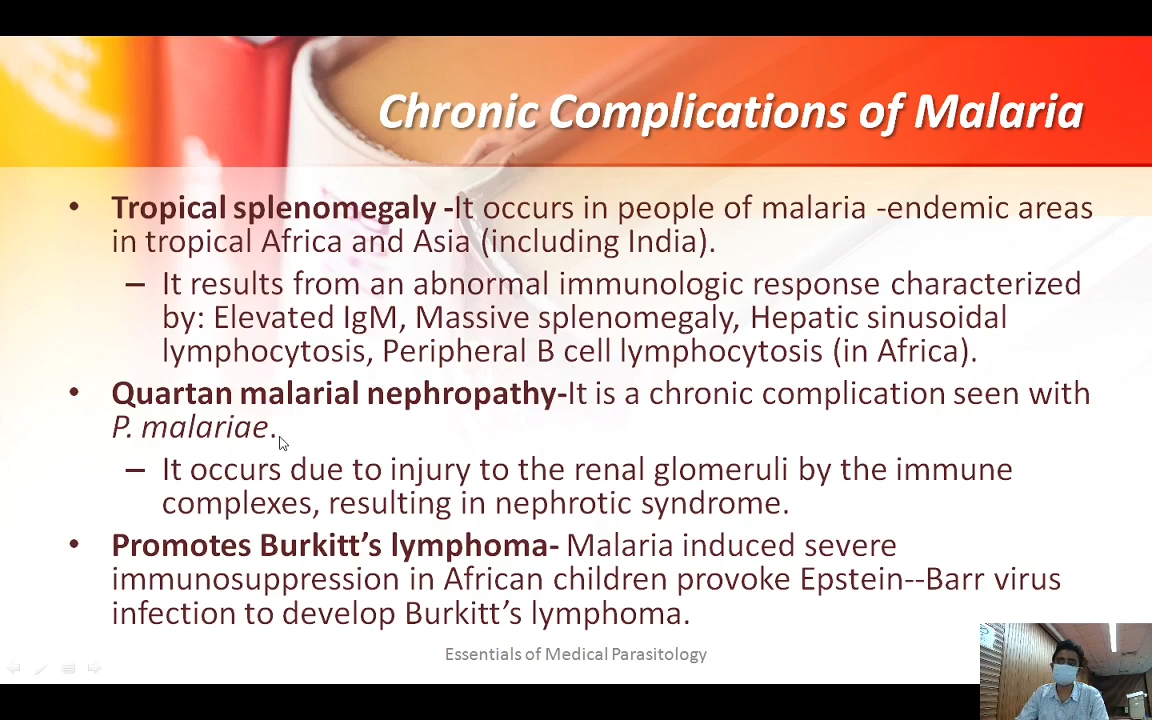 Chronic Complications of Malaria
• Tropical splenomegaly -It occurs in people of malaria -endemic areas
in tropical Africa and Asia (including India).
– It results from an abnormal immunologic response characterized
by: Elevated IgM, Massive splenomegaly, Hepatic sinusoidal
lymphocytosis, Peripheral B cell lymphocytosis (in Africa).
• Quartan malarial nephropathy-It is a chronic complication seen with
P. malariae.
– It occurs due to injury to the renal glomeruli by the immune
complexes, resulting in nephrotic syndrome.
• Promotes Burkitt’s lymphoma- Malaria induced severe
immunosuppression in African children provoke Epstein--Barr virus
infection to develop Burkitt’s lymphoma.
Essentials of Medical Parasitology